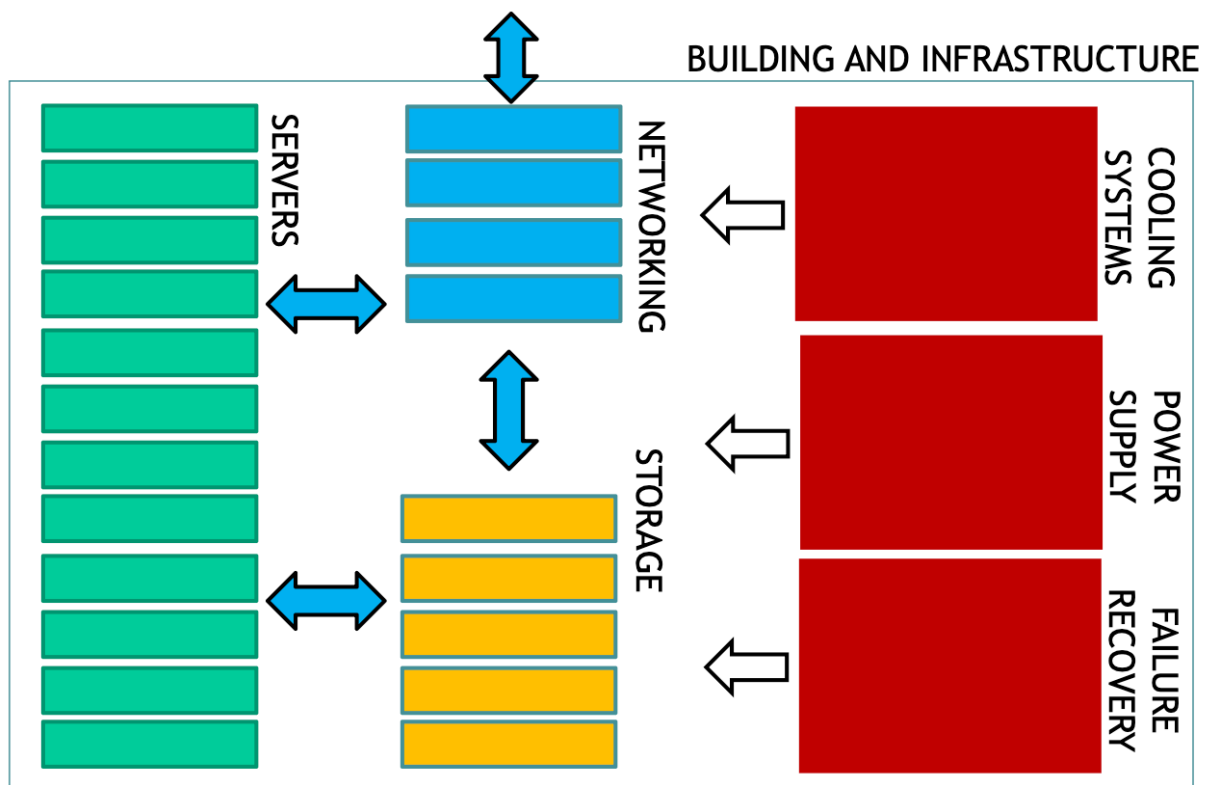 BUILDING AND INFRASTRUCTURE
SERVERS
NETWORKING
STORAGE
COOLING
SYSTEMS
POWER
SUPPLY
FAILURE
RECOVERY